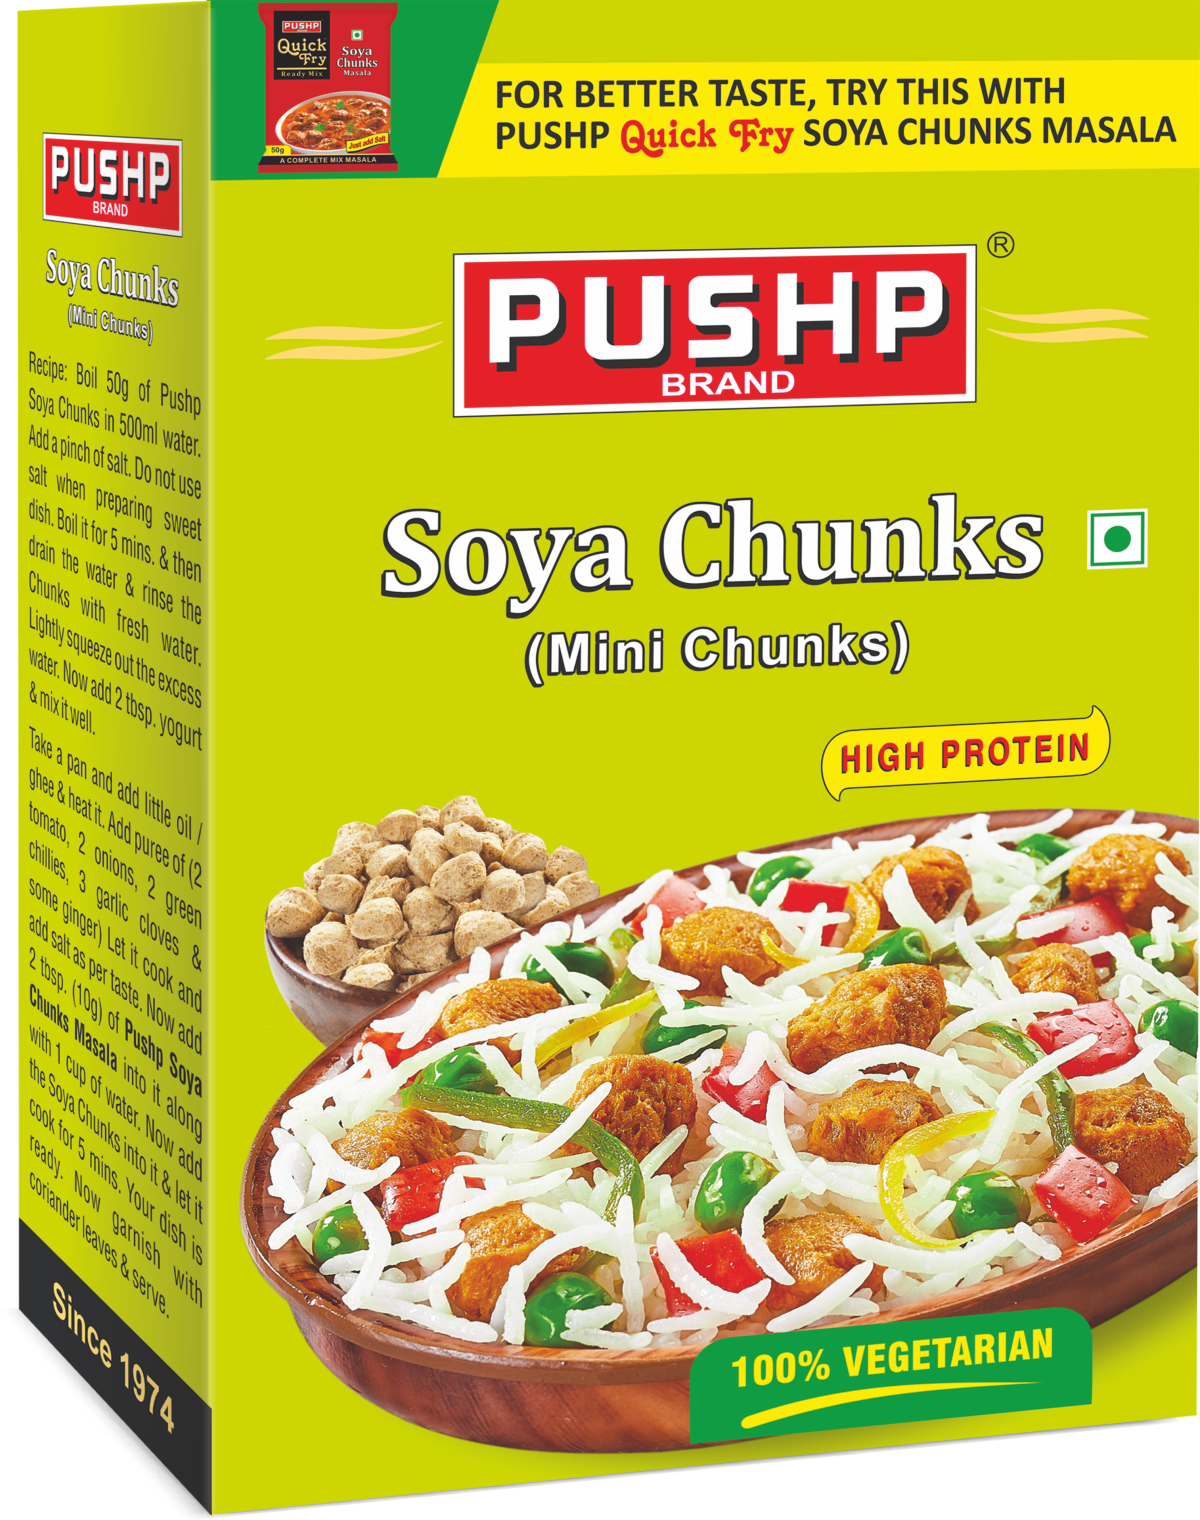 PUSHP
BRAND
Quick
Fry
Ready Mix
Soya
Chunks
Masala
Just add Salt
50g
A COMPLETE MIX MASALA
FOR BETTER TASTE, TRY THIS WITH
PUSHP Quick Fry SOYA CHUNKS MASALA
PUSHP
BRAND
®
Soya Chunks
(Mini Chunks)
HIGH PROTEIN
100% VEGETARIAN
PUSHP
BRAND
Soya Chunks
(Mini Chunks)
Recipe: Boil 50g of Pushp
Soya Chunks in 500ml water.
Add a pinch of salt. Do not use
salt when preparing sweet
dish. Boil it for 5 mins. & then
drain the water & rinse the
Chunks with fresh water.
Lightly squeeze out the excess
water. Now add 2 tbsp. yogurt
& mix it well.
Take a pan and add little oil /
ghee & heat it. Add puree of (2
tomato, 2 onions, 2 green
chillies, 3 garlic cloves &
some ginger) Let it cook and
add salt as per taste. Now add
2 tbsp. (10g) of Pushp Soya
Chunks Masala into it along
with 1 cup of water. Now add
the Soya Chunks into it & let it
cook for 5 mins. Your dish is
ready. Now garnish with
coriander leaves & serve.
Since 1974